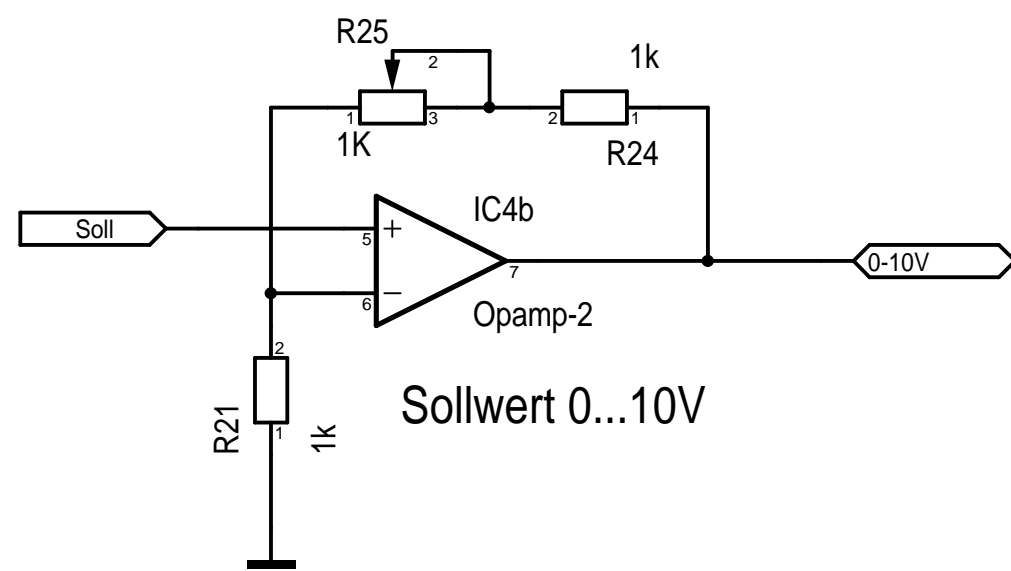 R25
2
1k
1
3
2
1
1K
R24
IC4b
Soll
5
+
7
0-10V
6
−
Opamp-2
2
R21
1
1k
Sollwert 0...10V